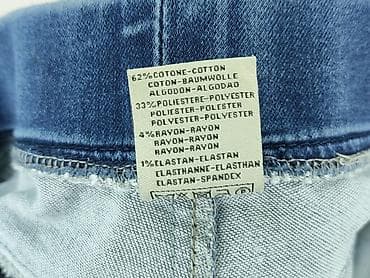 62%COTONE-COTTON
COTON-BAUMWOLLE
ALGODON-ALGODAO
33%POLIESTERE-POLYESTER
POLIESTER-POLESTER
POLYESTER-POLYESTER
4%RAYON-RAYON
RAYON-RAYON
RAYON-RAYON
1%ELASTAN-ELASTAN
ELASTHANNE-ELASTHAN
ELASTAN-SPANDEX